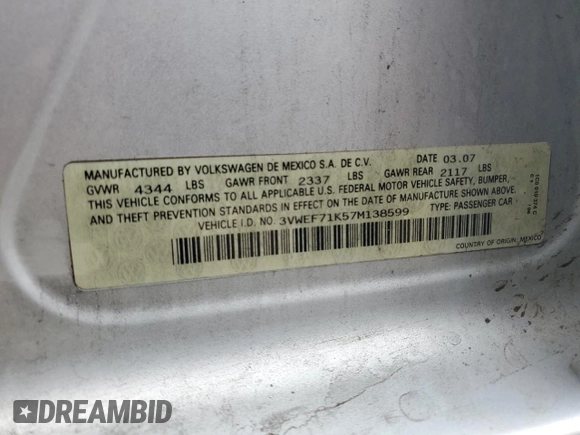 MANUFACTURED BY VOLKSWAGEN DE MEXICO S.A. DE C.V. DATE 03.07
GVWR 4344 LBS GAWR FRONT 2337 LBS GAWR REAR 2117 LBS
THIS VEHICLE CONFORMS TO ALL APPLICABLE U.S. FEDERAL MOTOR VEHICLE SAFETY, BUMPER,
AND THEFT PREVENTION STANDARDS IN EFFECT ON THE DATE OF MANUFACTURE SHOWN ABOVE.
VEHICLE I.D. NO. 3VWEF71K57M138599 TYPE: PASSENGER CAR
COUNTRY OF ORIGIN, MEXICO
DREAMBID